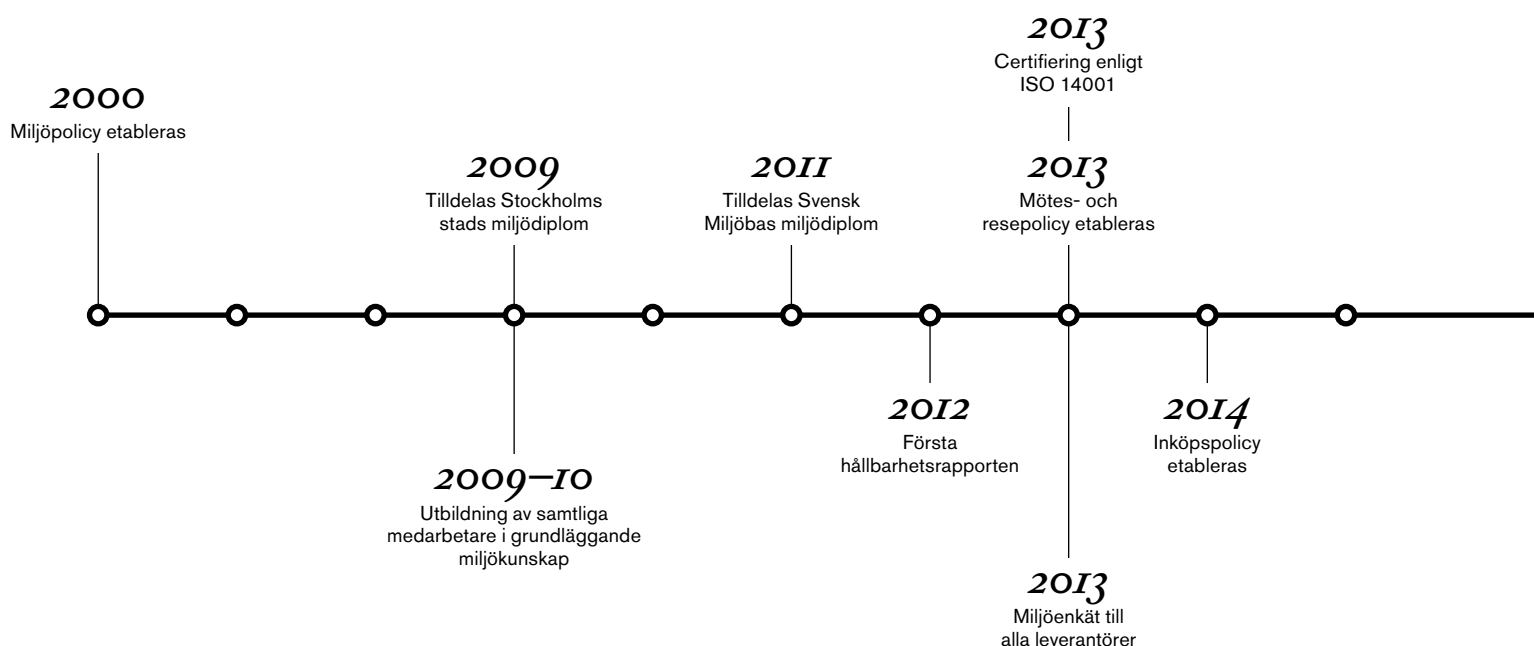 2000
Miljöpolicy etableras
2009
Tilldelas Stockholms
stads miljödiplom
2009–10
Utbildning av samtliga
medarbetare i grundläggande
miljökunskap
2011
Tilldelas Svensk
Miljöbas miljödiplom
2012
Första
hållbarhetsrapporten
2013
Certifiering enligt
ISO 14001
2013
Mötes- och
resepolicy etableras
2013
Miljöenkät till
alla leverantörer
2014
Inköpspolicy
etableras